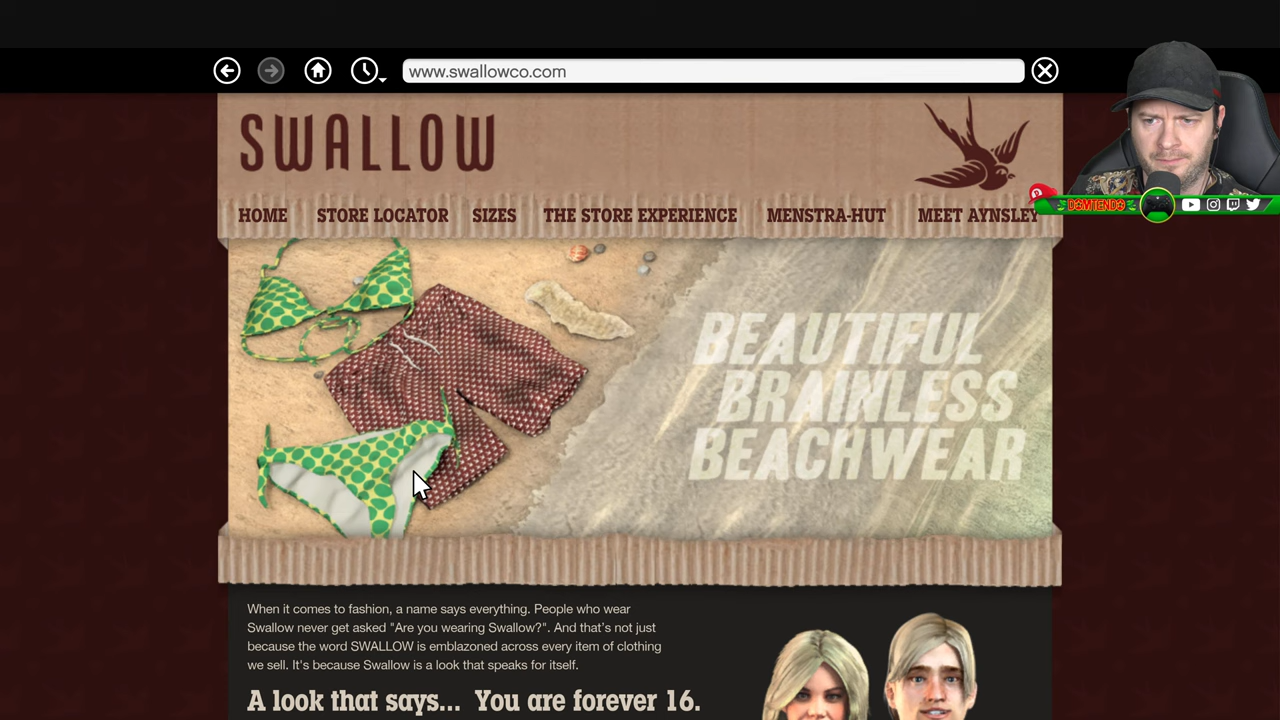 www.swallowco.com
SWALLOW
HOME STORE LOCATOR SIZES THE STORE EXPERIENCE MENSTRA-HUT MEET AYNSLEY
DOMTENDO
BEAUTIFUL
BRAINLESS
BEACHWEAR
When it comes to fashion, a name says everything. People who wear
Swallow never get asked "Are you wearing Swallow?". And that's not just
because the word SWALLOW is emblazoned across every item of clothing
we sell. It's because Swallow is a look that speaks for itself.
A look that says... You are forever 16.